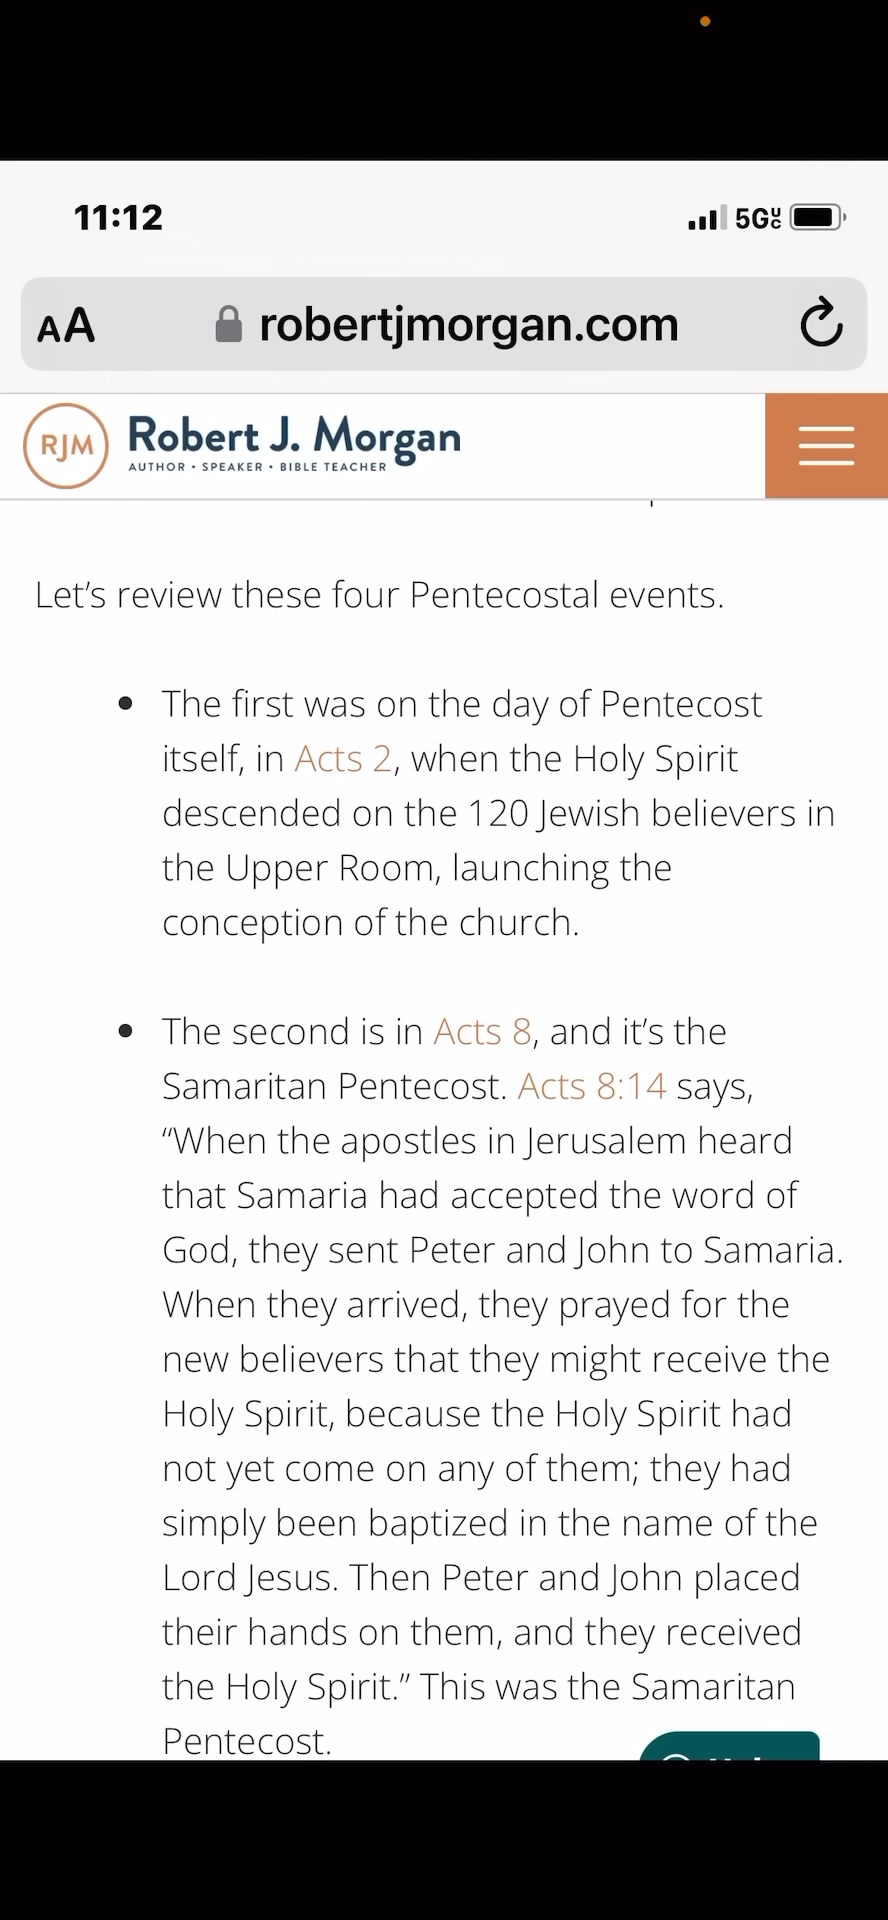 11:12
5G UC
AA
robertjmorgan.com
RJM
Robert J. Morgan
AUTHOR • SPEAKER • BIBLE TEACHER
Let’s review these four Pentecostal events.
• The first was on the day of Pentecost
itself, in Acts 2, when the Holy Spirit
descended on the 120 Jewish believers in
the Upper Room, launching the
conception of the church.
• The second is in Acts 8, and it’s the
Samaritan Pentecost. Acts 8:14 says,
“When the apostles in Jerusalem heard
that Samaria had accepted the word of
God, they sent Peter and John to Samaria.
When they arrived, they prayed for the
new believers that they might receive the
Holy Spirit, because the Holy Spirit had
not yet come on any of them; they had
simply been baptized in the name of the
Lord Jesus. Then Peter and John placed
their hands on them, and they received
the Holy Spirit.” This was the Samaritan
Pentecost.